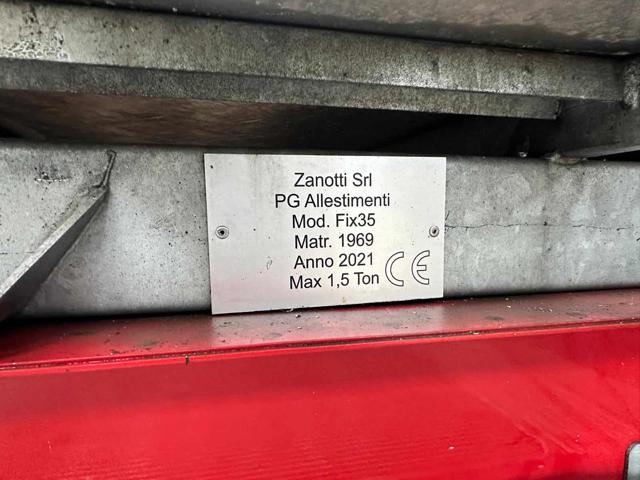 Zanotti Srl
PG Allestimenti
Mod. Fix35
Matr. 1969
Anno 2021
Max 1,5 Ton CE